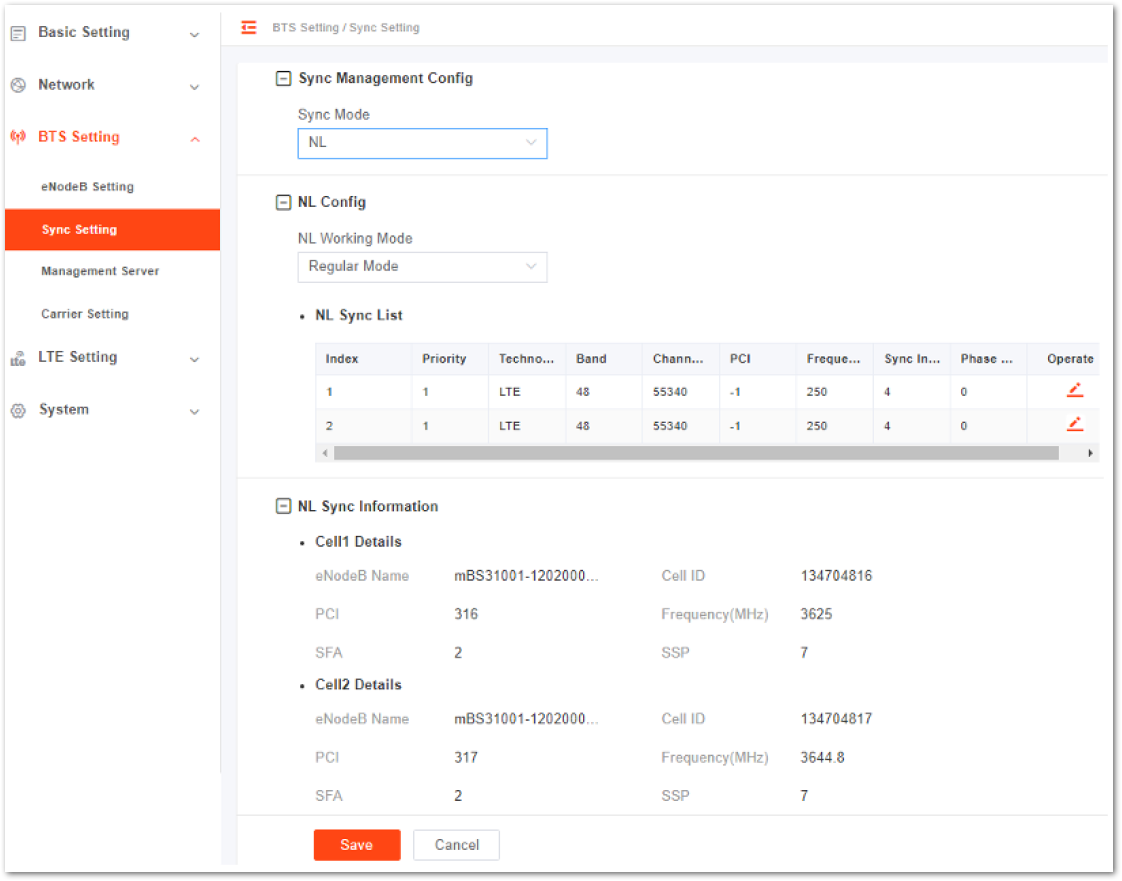 Basic Setting
Network
BTS Setting
eNodeB Setting
Sync Setting
Management Server
Carrier Setting
LTE Setting
System
BTS Setting / Sync Setting
Sync Management Config
Sync Mode
NL
NL Config
NL Working Mode
Regular Mode
NL Sync List
Index Priority Techno... Band Chann... PCI Freque... Sync In... Phase ... Operate
1 1 LTE 48 55340 -1 250 4 0
2 1 LTE 48 55340 -1 250 4 0
NL Sync Information
Cell1 Details
eNodeB Name mBS31001-1202000... Cell ID 134704816
PCI 316 Frequency(MHz) 3625
SFA 2 SSP 7
Cell2 Details
eNodeB Name mBS31001-1202000... Cell ID 134704817
PCI 317 Frequency(MHz) 3644.8
SFA 2 SSP 7
Save Cancel